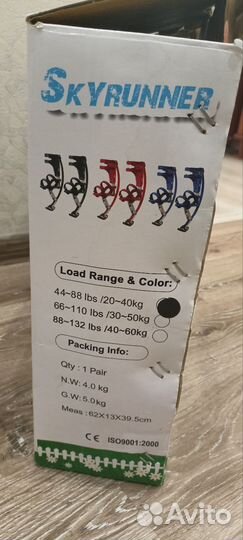 SKYRUNNER
Load Range & Color:
44~88 lbs /20~40kg
66~110 lbs /30~50kg
88~132 lbs /40~60kg
Packing Info:
Qty : 1 Pair
N.W: 4.0 kg
G.W: 5.0kg
Meas : 62X13X39.5cm
CE ISO9001:2000
Avito